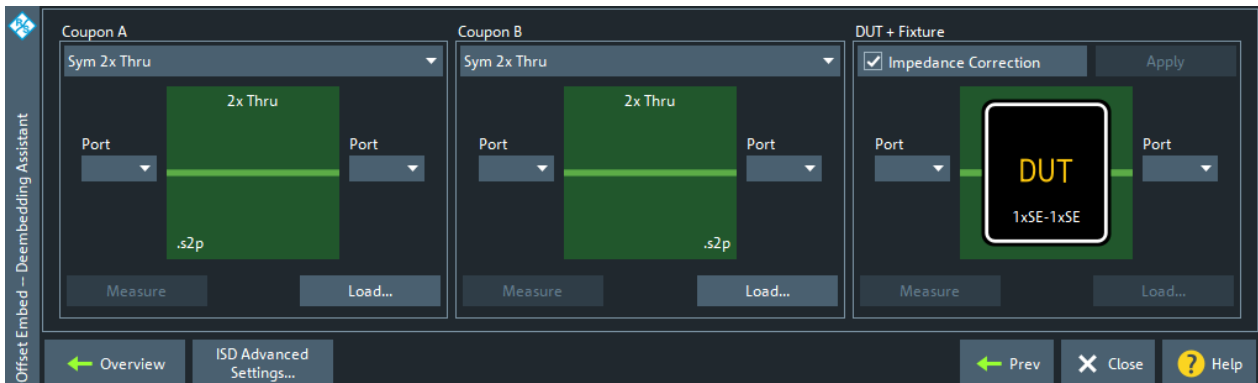 Offset Embed -- Deembedding Assistant
Coupon A
Sym 2x Thru
2x Thru
Port
Port
.s2p
Measure
Load...
Coupon B
Sym 2x Thru
2x Thru
Port
Port
.s2p
Measure
Load...
DUT + Fixture
Impedance Correction
Apply
Port
Port
DUT
1xSE-1xSE
Measure
Load...
Overview
ISD Advanced
Settings...
Prev
Close
? Help